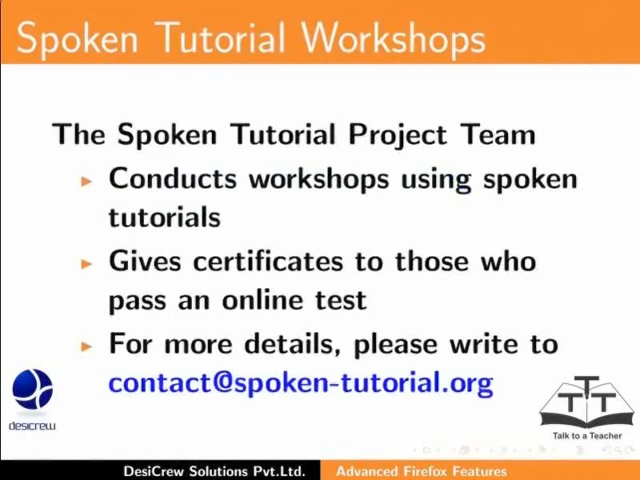 Spoken Tutorial Workshops
The Spoken Tutorial Project Team
Conducts workshops using spoken
tutorials
Gives certificates to those who
pass an online test
For more details, please write to
contact@spoken-tutorial.org
desicrew
TTT
Talk to a Teacher
DesiCrew Solutions Pvt.Ltd.
Advanced Firefox Features